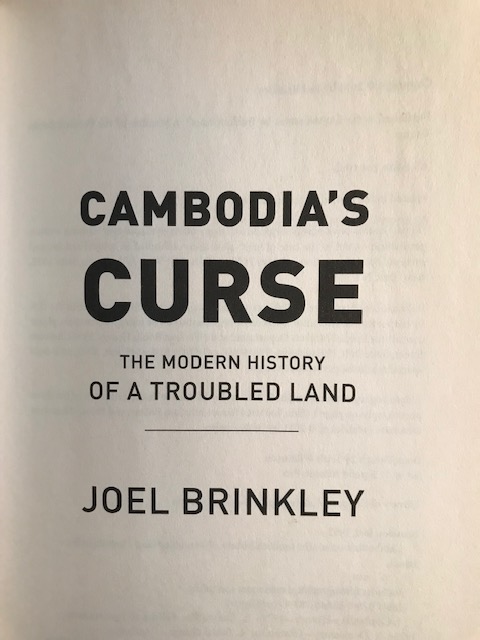 CAMBODIA'S
CURSE
THE MODERN HISTORY
OF A TROUBLED LAND
JOEL BRINKLEY